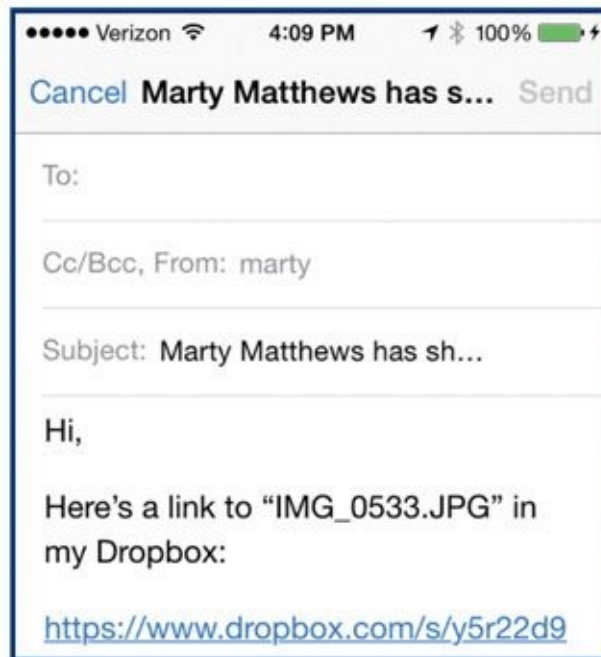 Verizon 4:09 PM 100%
Cancel Marty Matthews has s... Send
To:
Cc/Bcc, From: marty
Subject: Marty Matthews has sh...
Hi,
Here's a link to “IMG_0533.JPG” in
my Dropbox:
https://www.dropbox.com/s/y5r22d9